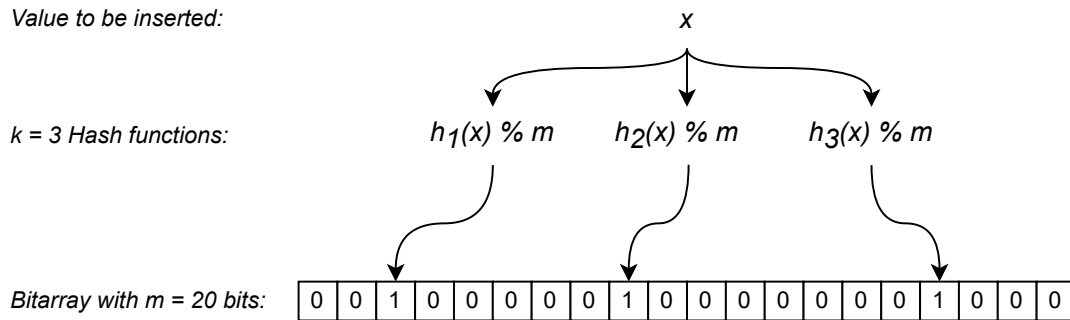 Value to be inserted: x
k = 3 Hash functions: h1(x) % m h2(x) % m h3(x) % m
Bitarray with m = 20 bits: 0 0 1 0 0 0 0 0 1 0 0 0 0 0 0 0 1 0 0 0